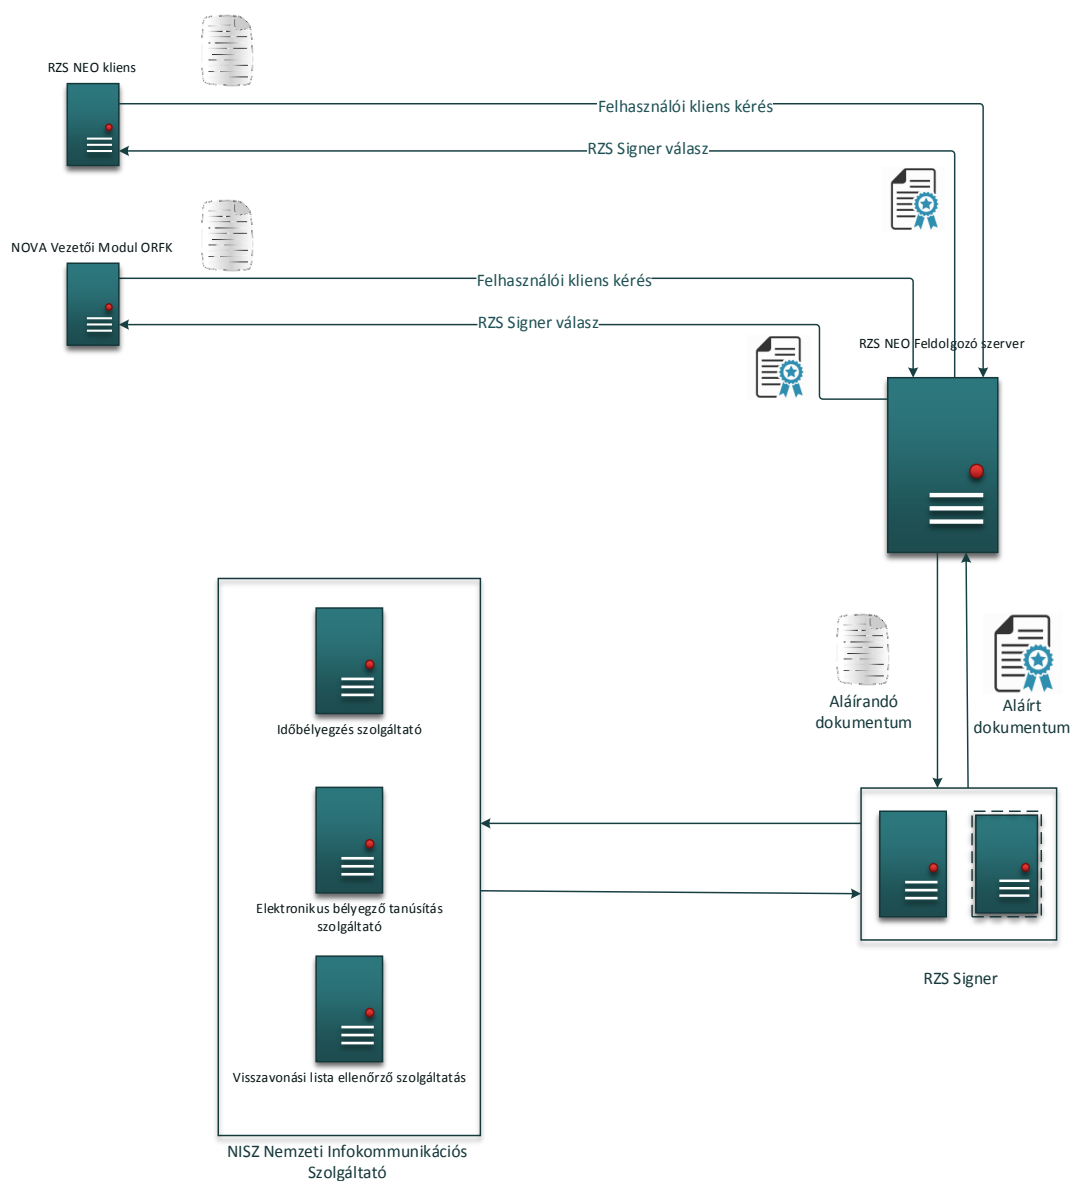 RZS NEO kliens
Felhasználói kliens kérés
RZS Signer válasz
NOVA Vezetői Modul ORFK
Felhasználói kliens kérés
RZS Signer válasz
RZS NEO Feldolgozó szerver
Aláírandó
dokumentum
Aláírt
dokumentum
Időbélyegzés szolgáltató
Elektronikus bélyegző tanúsítás
szolgáltató
RZS Signer
Visszavonási lista ellenőrző szolgáltatás
NISZ Nemzeti Infokommunikációs
Szolgáltató